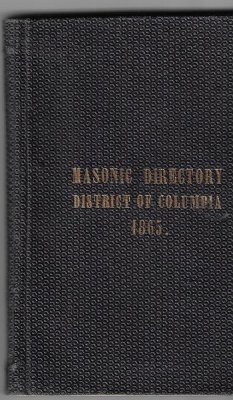 MASONIC DIRECTORY
DISTRICT OF COLUMBIA
1865.